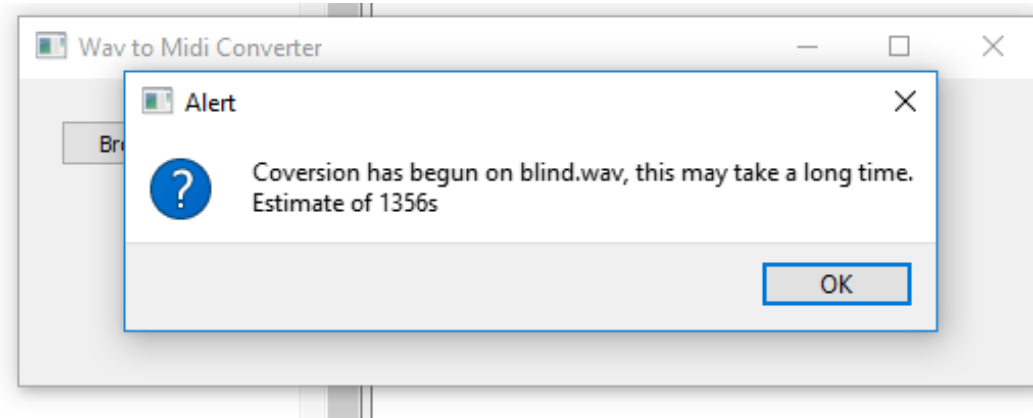 Wav to Midi Converter
Alert
Coversion has begun on blind.wav, this may take a long time.
Estimate of 1356s
OK